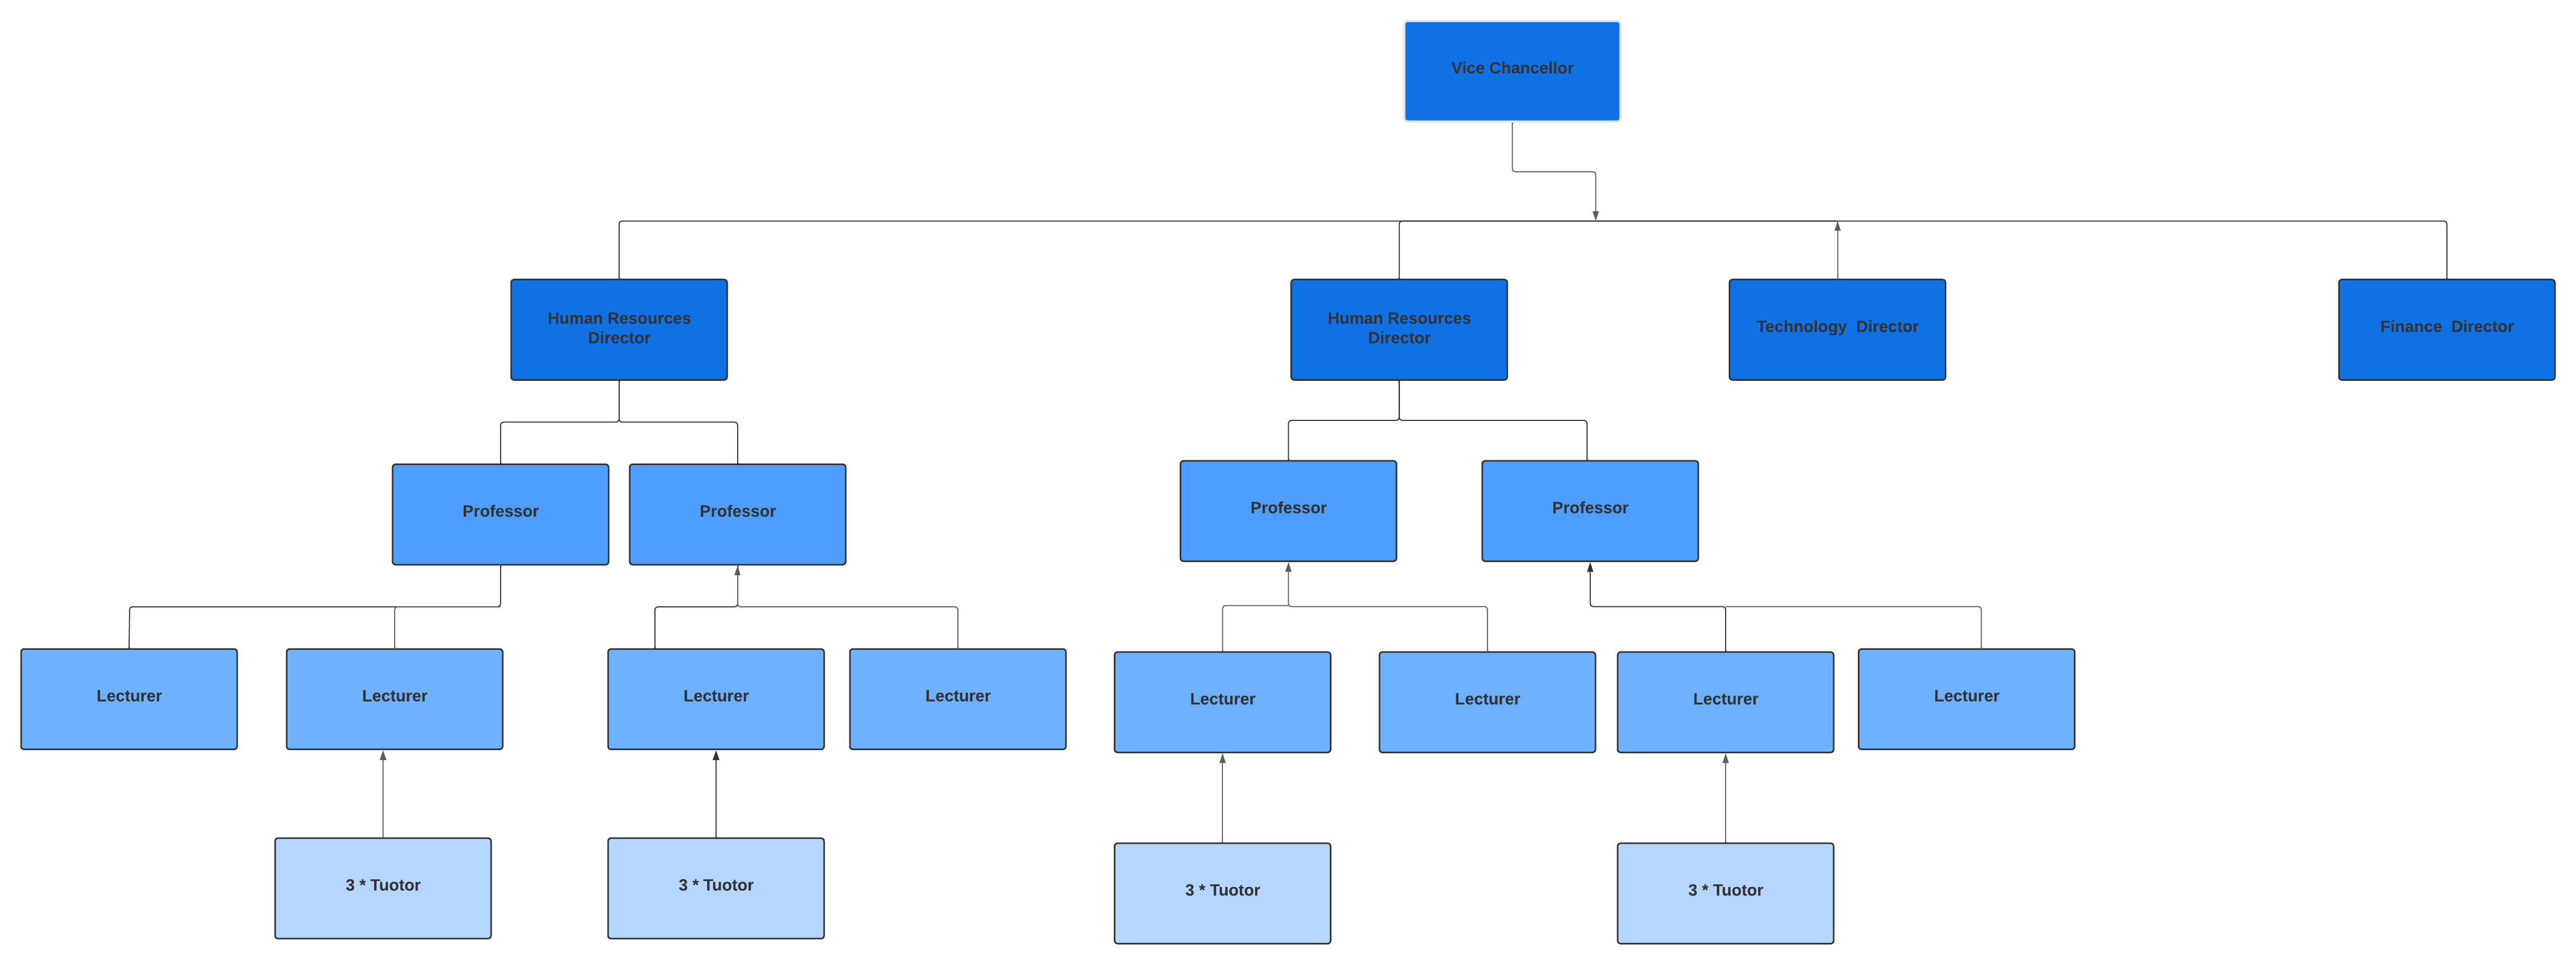 Vice Chancellor
Human Resources
Director
Human Resources
Director
Technology  Director
Finance  Director
Professor
Professor
Professor
Professor
Lecturer
Lecturer
Lecturer
Lecturer
Lecturer
Lecturer
Lecturer
Lecturer
3 * Tuotor
3 * Tuotor
3 * Tuotor
3 * Tuotor